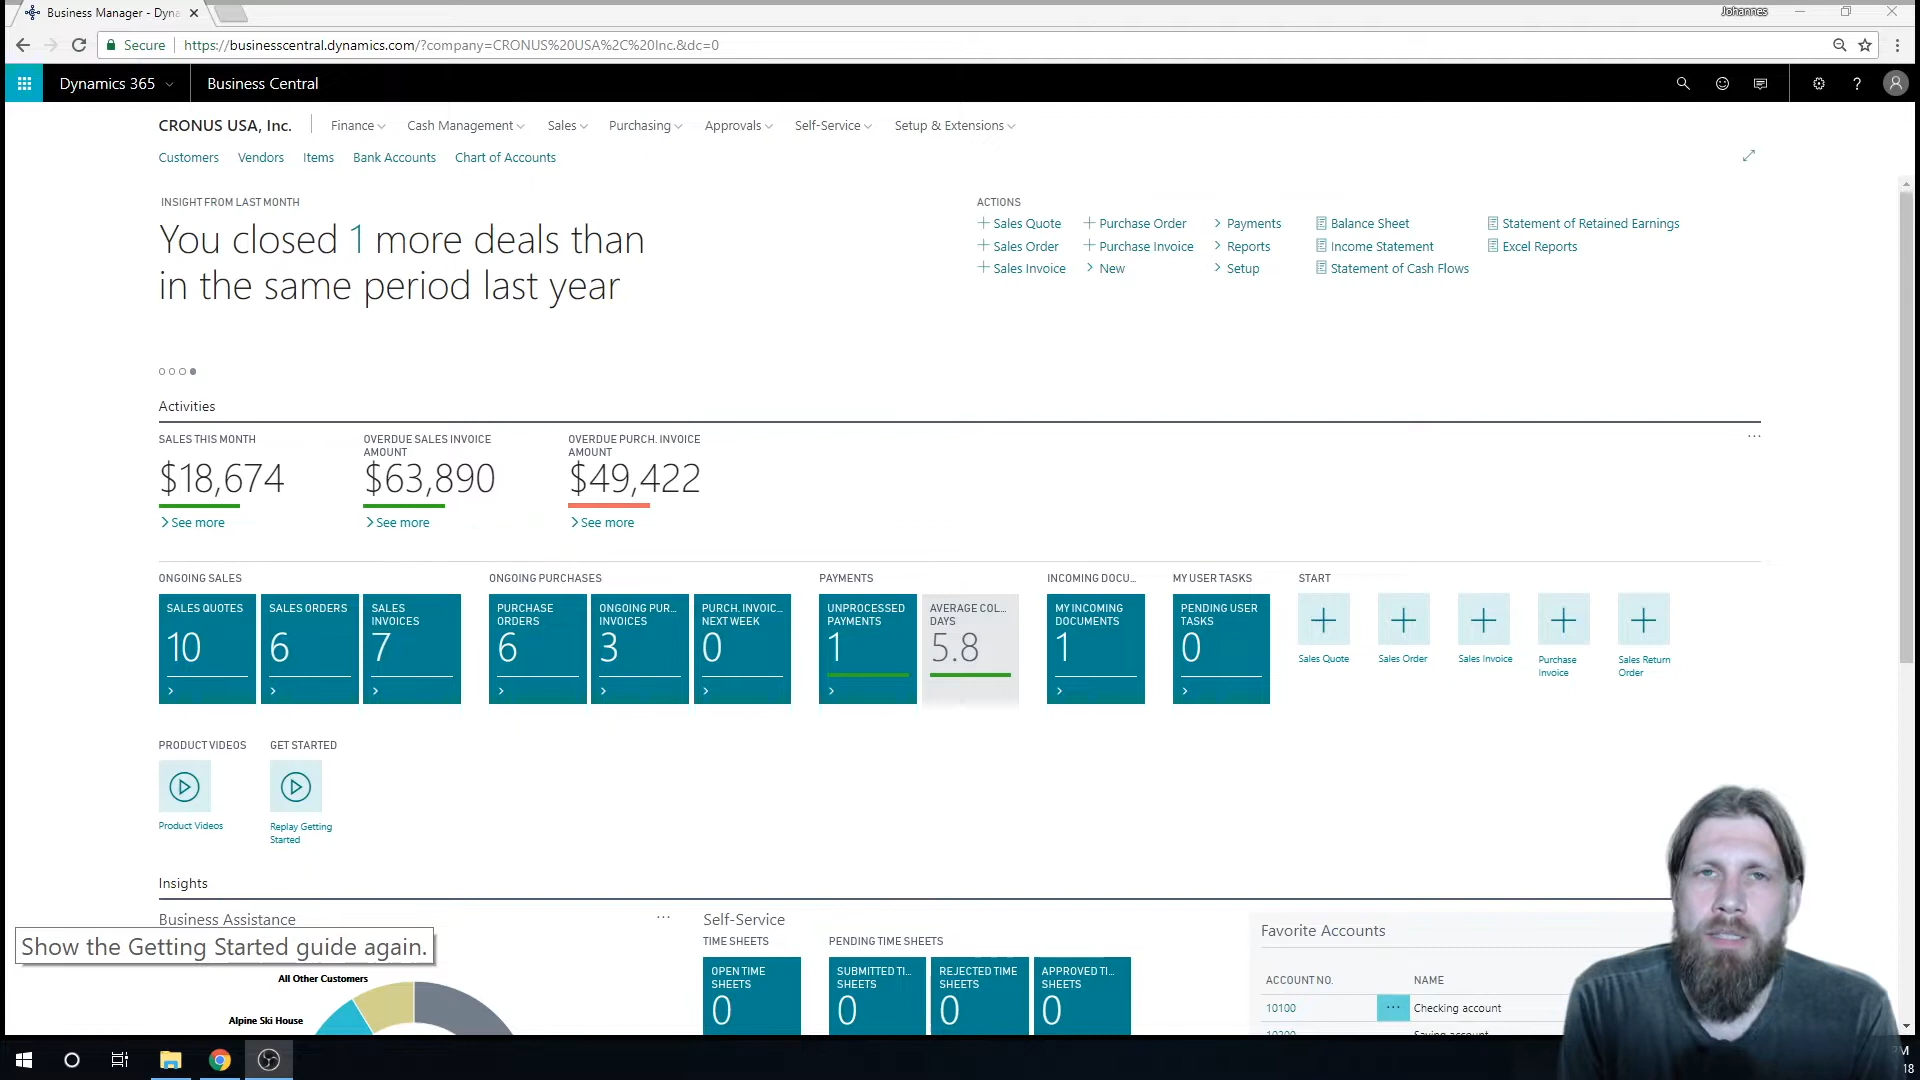 Business Manager - Dyna
Johannes
Secure
https://businesscentral.dynamics.com/?company=CRONUS%20USA%2C%20Inc.&dc=0
Dynamics 365
Business Central
CRONUS USA, Inc.
Finance
Cash Management
Sales
Purchasing
Approvals
Self-Service
Setup & Extensions
Customers
Vendors
Items
Bank Accounts
Chart of Accounts
INSIGHT FROM LAST MONTH
You closed 1 more deals than
in the same period last year
ACTIONS
Sales Quote
Purchase Order
Payments
Balance Sheet
Statement of Retained Earnings
Sales Order
Purchase Invoice
Reports
Income Statement
Excel Reports
Sales Invoice
New
Setup
Statement of Cash Flows
Activities
SALES THIS MONTH
$18,674
See more
OVERDUE SALES INVOICE
AMOUNT
$63,890
See more
OVERDUE PURCH. INVOICE
AMOUNT
$49,422
See more
ONGOING SALES
SALES QUOTES
10
SALES ORDERS
6
SALES
INVOICES
7
ONGOING PURCHASES
PURCHASE
ORDERS
6
ONGOING PUR...
INVOICES
3
PURCH. INVOIC...
NEXT WEEK
0
PAYMENTS
UNPROCESSED
PAYMENTS
1
AVERAGE COL...
DAYS
5.8
INCOMING DOCU...
MY INCOMING
DOCUMENTS
1
MY USER TASKS
PENDING USER
TASKS
0
START
Sales Quote
Sales Order
Sales Invoice
Purchase
Invoice
Sales Return
Order
PRODUCT VIDEOS
Product Videos
GET STARTED
Replay Getting
Started
Insights
Business Assistance
Show the Getting Started guide again.
All Other Customers
Alpine Ski House
Self-Service
TIME SHEETS
OPEN TIME
SHEETS
0
PENDING TIME SHEETS
SUBMITTED TI...
SHEETS
0
REJECTED TIME
SHEETS
0
APPROVED TI...
SHEETS
0
Favorite Accounts
ACCOUNT NO.
NAME
10100
Checking account